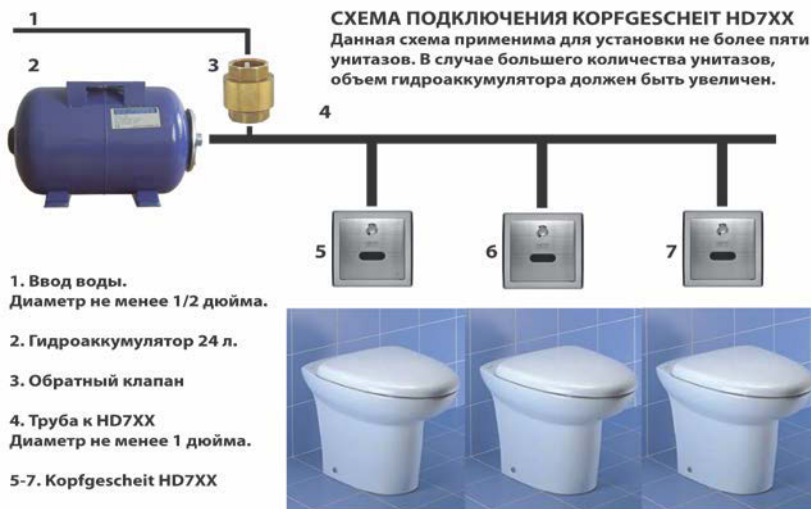 СХЕМА ПОДКЛЮЧЕНИЯ KOPFGESCHEIT HD7XX
Данная схема применима для установки не более пяти
унитазов. В случае большего количества унитазов,
объем гидроаккумулятора должен быть увеличен.
1
2
3
4
5
6
7
1. Ввод воды.
Диаметр не менее 1/2 дюйма.
2. Гидроаккумулятор 24 л.
3. Обратный клапан
4. Труба к HD7XX
Диаметр не менее 1 дюйма.
5-7. Kopfgescheit HD7XX